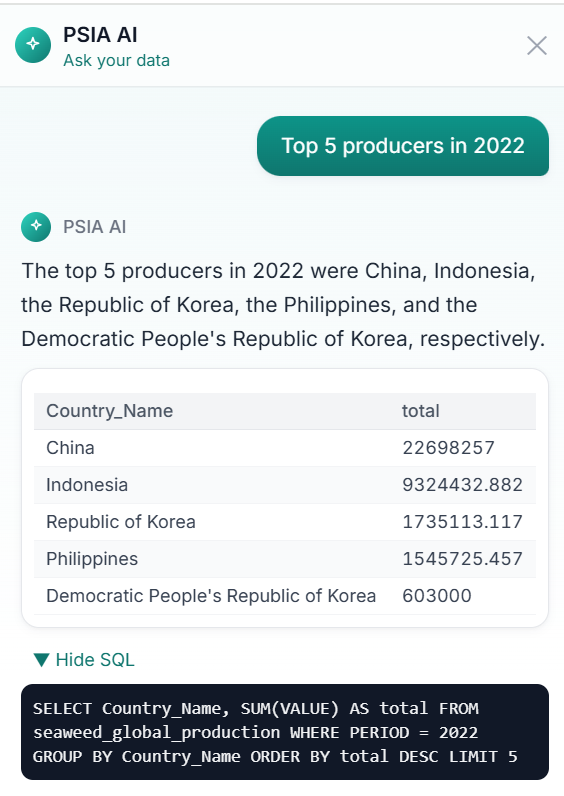 PSIA AI
Ask your data
Top 5 producers in 2022
PSIA AI
The top 5 producers in 2022 were China, Indonesia,
the Republic of Korea, the Philippines, and the
Democratic People's Republic of Korea, respectively.
Country_Name total
China 22698257
Indonesia 9324432.882
Republic of Korea 1735113.117
Philippines 1545725.457
Democratic People's Republic of Korea 603000
▼ Hide SQL
SELECT Country_Name, SUM(VALUE) AS total FROM
seaweed_global_production WHERE PERIOD = 2022
GROUP BY Country_Name ORDER BY total DESC LIMIT 5